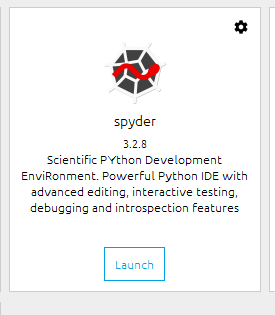 spyder
3.2.8
Scientific PYthon Development
EnviRonment. Powerful Python IDE with
advanced editing, interactive testing,
debugging and introspection features
Launch